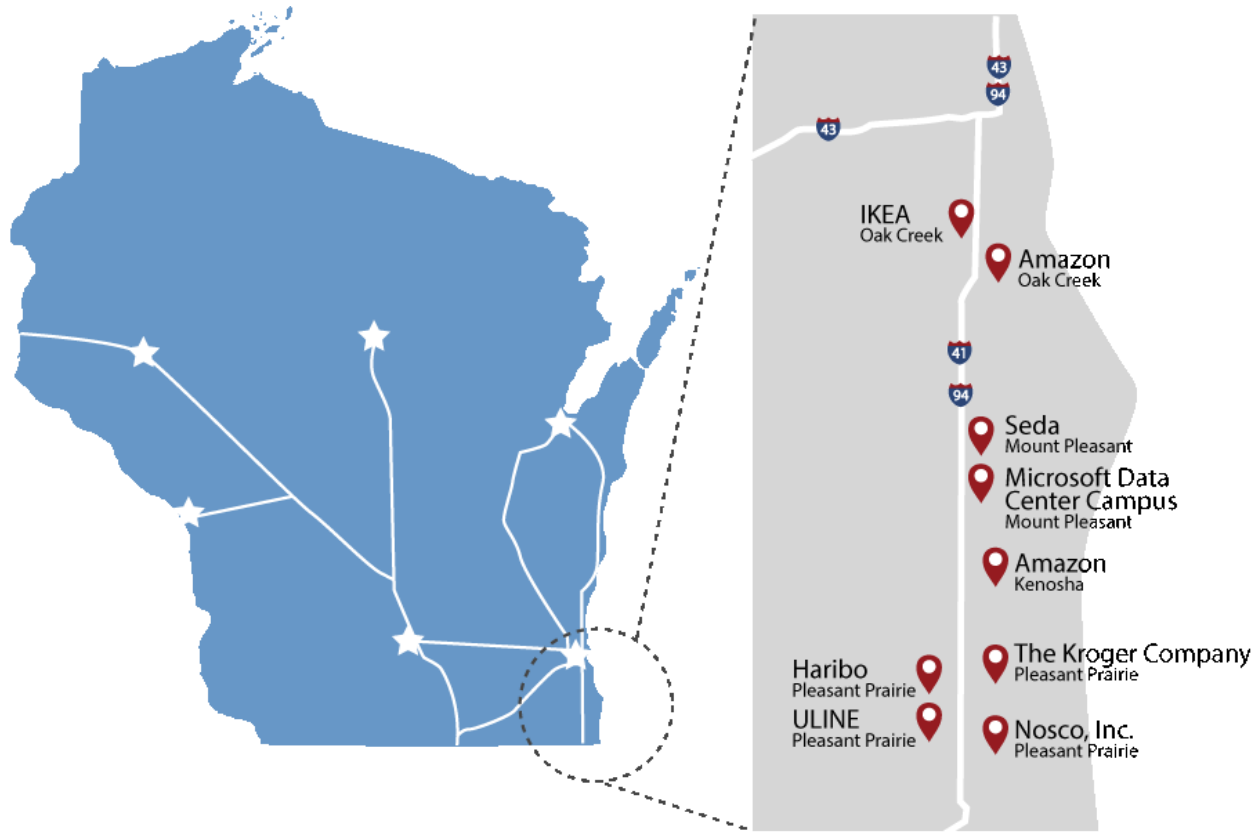 43
94
43
IKEA
Oak Creek
Amazon
Oak Creek
41
94
Seda
Mount Pleasant
Microsoft Data
Center Campus
Mount Pleasant
Amazon
Kenosha
The Kroger Company
Pleasant Prairie
Haribo
Pleasant Prairie
ULINE
Pleasant Prairie
Nosco, Inc.
Pleasant Prairie